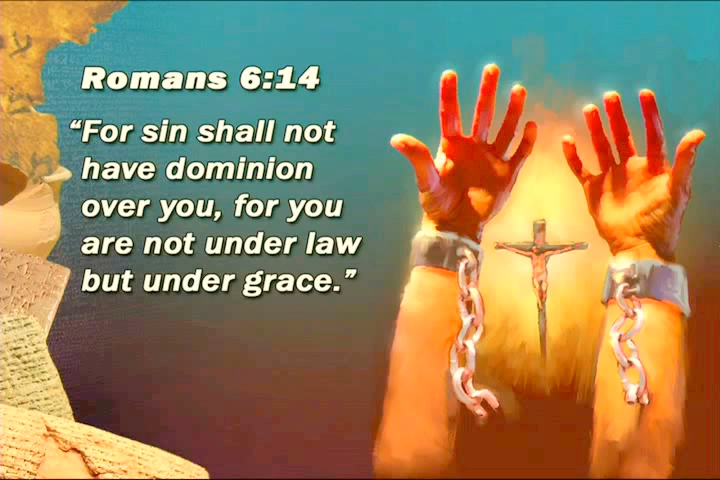 Romans 6:14
“For sin shall not
have dominion
over you, for you
are not under law
but under grace.”